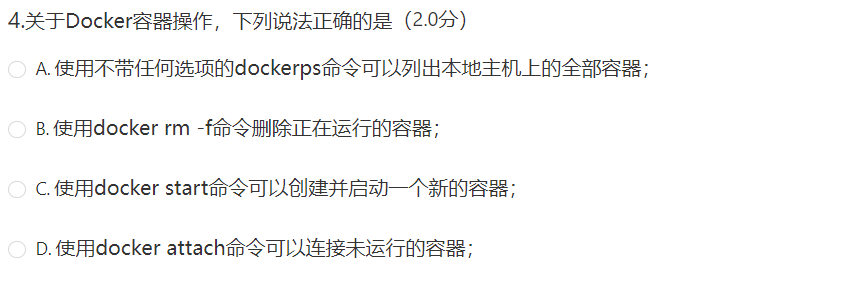 4.关于Docker容器操作，下列说法正确的是（2.0分）
A. 使用不带任何选项的dockerps命令可以列出本地主机上的全部容器；
B. 使用docker rm -f命令删除正在运行的容器；
C. 使用docker start命令可以创建并启动一个新的容器；
D. 使用docker attach命令可以连接未运行的容器；